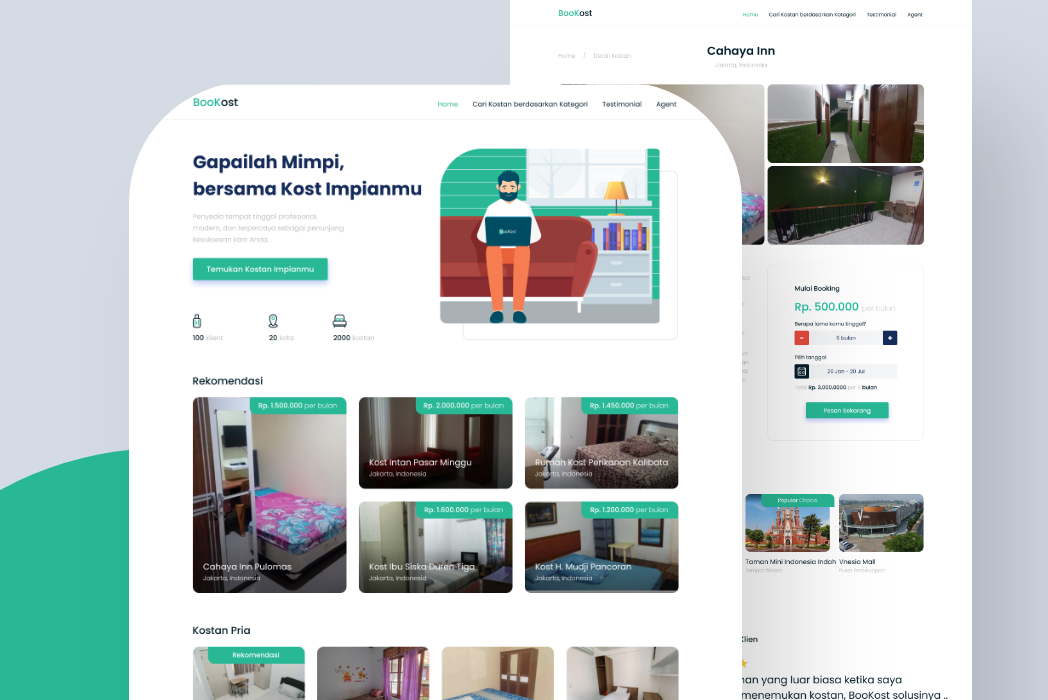 BooKost
Home Cari Kostan berdasarkan Kategori Testimonial Agent
Home / Detail Kostan
Cahaya Inn
Jakarta, Indonesia
BooKost
Home Cari Kostan berdasarkan Kategori Testimonial Agent
Gapailah Mimpi,
bersama Kost Impianmu
Penyedia tempat tinggal profesional,
modern, dan terpercaya sebagai penunjang
kesuksesan karir Anda.
Temukan Kostan Impianmu
BooKost
100 klient
20 kota
2000 kostan
Rekomendasi
Rp. 1.500.000 per bulan
Cahaya Inn Pulomas
Jakarta, Indonesia
Rp. 2.000.000 per bulan
Kost Intan Pasar Minggu
Jakarta, Indonesia
Rp. 1.450.000 per bulan
Rumah Kost Perikanan Kalibata
Jakarta, Indonesia
Rp. 1.600.000 per bulan
Kost Ibu Siska Duren Tiga
Jakarta, Indonesia
Rp. 1.200.000 per bulan
Kost H. Mudji Pancoran
Jakarta, Indonesia
Kostan Pria
Rekomendasi
Mulai Booking
Rp. 500.000 per bulan
Berapa lama kamu tinggal?
- 6 bulan +
Pilih tanggal
20 Jan - 20 Jul
Rp. 3.000.000 per 6 bulan
Pesan Sekarang
Popular Choice
Taman Mini Indonesia Indah
Tempat Wisata
Vnesia Mall
Pusat Perbelanjaan
Klien
yang luar biasa ketika saya
menemukan kostan, BooKost solusinya ..